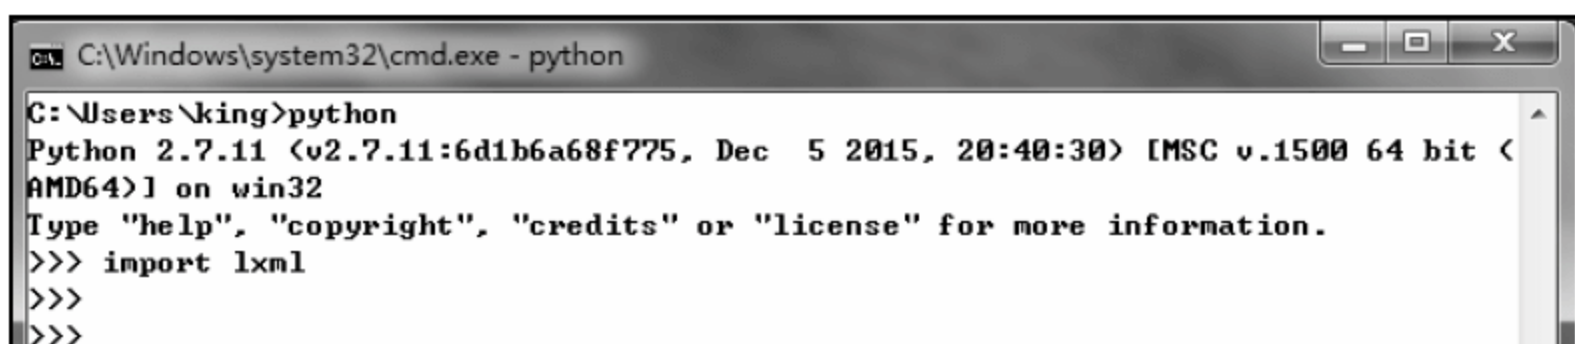 C:\Windows\system32\cmd.exe - python
C:\Users\king>python
Python 2.7.11 (v2.7.11:6d1b6a68f775, Dec  5 2015, 20:40:30) [MSC v.1500 64 bit (
AMD64)] on win32
Type "help", "copyright", "credits" or "license" for more information.
>>> import lxml
>>>
>>>